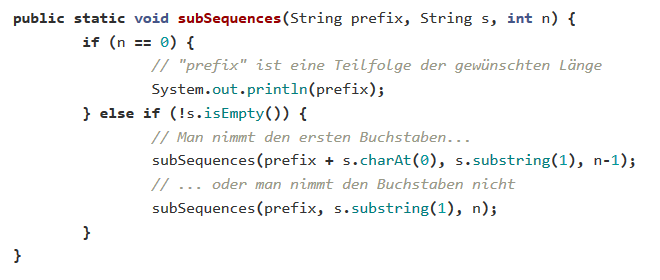 public static void subSequences(String prefix, String s, int n) {
        if (n == 0) {
                // "prefix" ist eine Teilfolge der gewünschten Länge
                System.out.println(prefix);
        } else if (!s.isEmpty()) {
                // Man nimmt den ersten Buchstaben...
                subSequences(prefix + s.charAt(0), s.substring(1), n-1);
                // ... oder man nimmt den Buchstaben nicht
                subSequences(prefix, s.substring(1), n);
        }
}